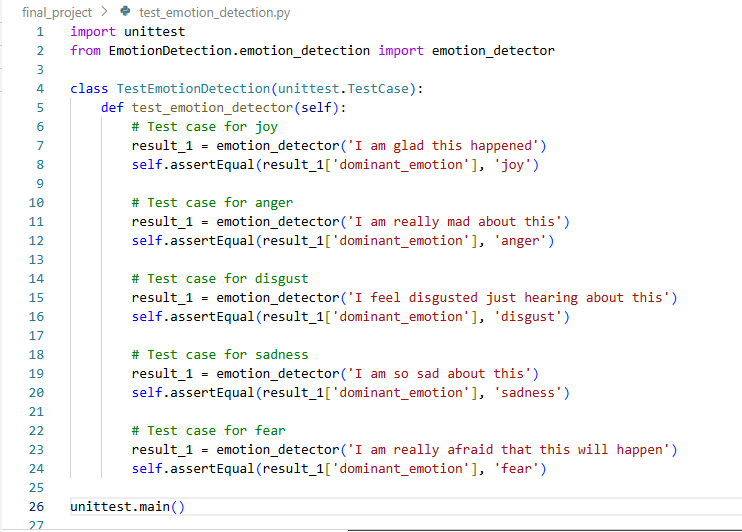 final_project > test_emotion_detection.py
1 import unittest
2 from EmotionDetection.emotion_detection import emotion_detector
3
4 class TestEmotionDetection(unittest.TestCase):
5     def test_emotion_detector(self):
6         # Test case for joy
7         result_1 = emotion_detector('I am glad this happened')
8         self.assertEqual(result_1['dominant_emotion'], 'joy')
9
10         # Test case for anger
11         result_1 = emotion_detector('I am really mad about this')
12         self.assertEqual(result_1['dominant_emotion'], 'anger')
13
14         # Test case for disgust
15         result_1 = emotion_detector('I feel disgusted just hearing about this')
16         self.assertEqual(result_1['dominant_emotion'], 'disgust')
17
18         # Test case for sadness
19         result_1 = emotion_detector('I am so sad about this')
20         self.assertEqual(result_1['dominant_emotion'], 'sadness')
21
22         # Test case for fear
23         result_1 = emotion_detector('I am really afraid that this will happen')
24         self.assertEqual(result_1['dominant_emotion'], 'fear')
25
26 unittest.main()
27